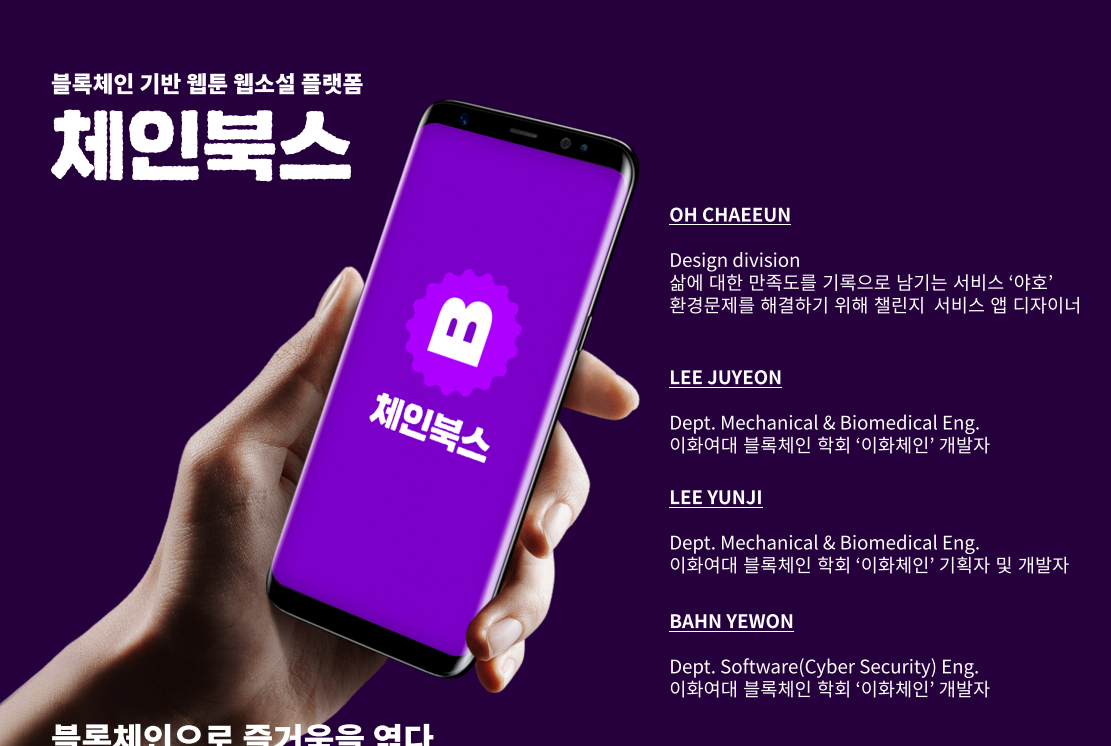 블록체인 기반 웹툰 웹소설 플랫폼
체인북스
B
체인북스
OH CHAEEUN
Design division
삶에 대한 만족도를 기록으로 남기는 서비스 ‘야호’
환경문제를 해결하기 위해 챌린지 서비스 앱 디자이너
LEE JUYEON
Dept. Mechanical & Biomedical Eng.
이화여대 블록체인 학회 ‘이화체인’ 개발자
LEE YUNJI
Dept. Mechanical & Biomedical Eng.
이화여대 블록체인 학회 ‘이화체인’ 기획자 및 개발자
BAHN YEWON
Dept. Software(Cyber Security) Eng.
이화여대 블록체인 학회 ‘이화체인’ 개발자
블록체인으로 즐거움을 엮다